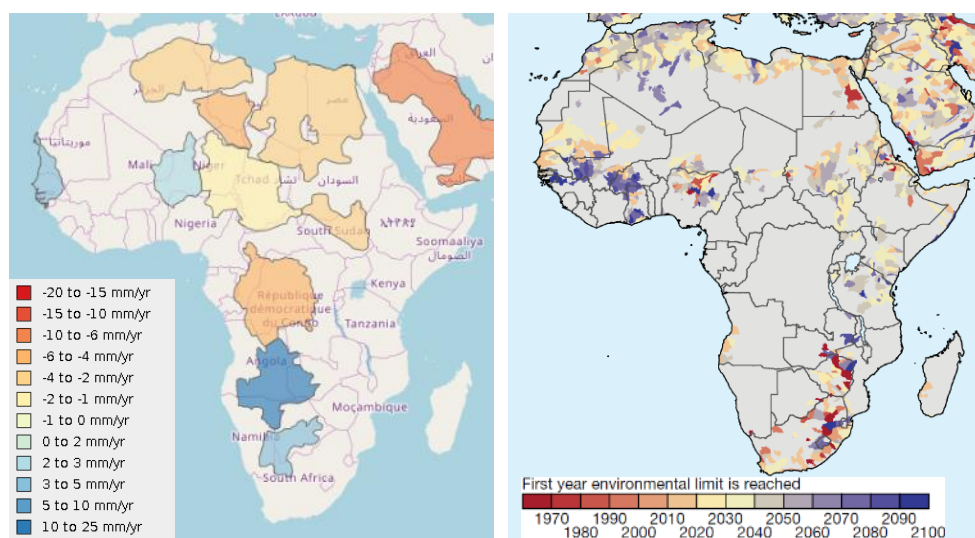 العراق
الجزائر
مصر
السعودية
موريتانيا
Mali
Niger
Tchad تشاد
السودان
Nigeria
South Sudan
ኢትዮጵያ
Soomaaliya
الصومال
Kenya
République
démocratique
du Congo
Tanzania
Angola
Moçambique
Namibia
South Africa
-20 to -15 mm/yr
-15 to -10 mm/yr
-10 to -6 mm/yr
-6 to -4 mm/yr
-4 to -2 mm/yr
-2 to -1 mm/yr
-1 to 0 mm/yr
0 to 2 mm/yr
2 to 3 mm/yr
3 to 5 mm/yr
5 to 10 mm/yr
10 to 25 mm/yr
First year environmental limit is reached
1970 1990 2010 2030 2050 2070 2090
1980 2000 2020 2040 2060 2080 2100